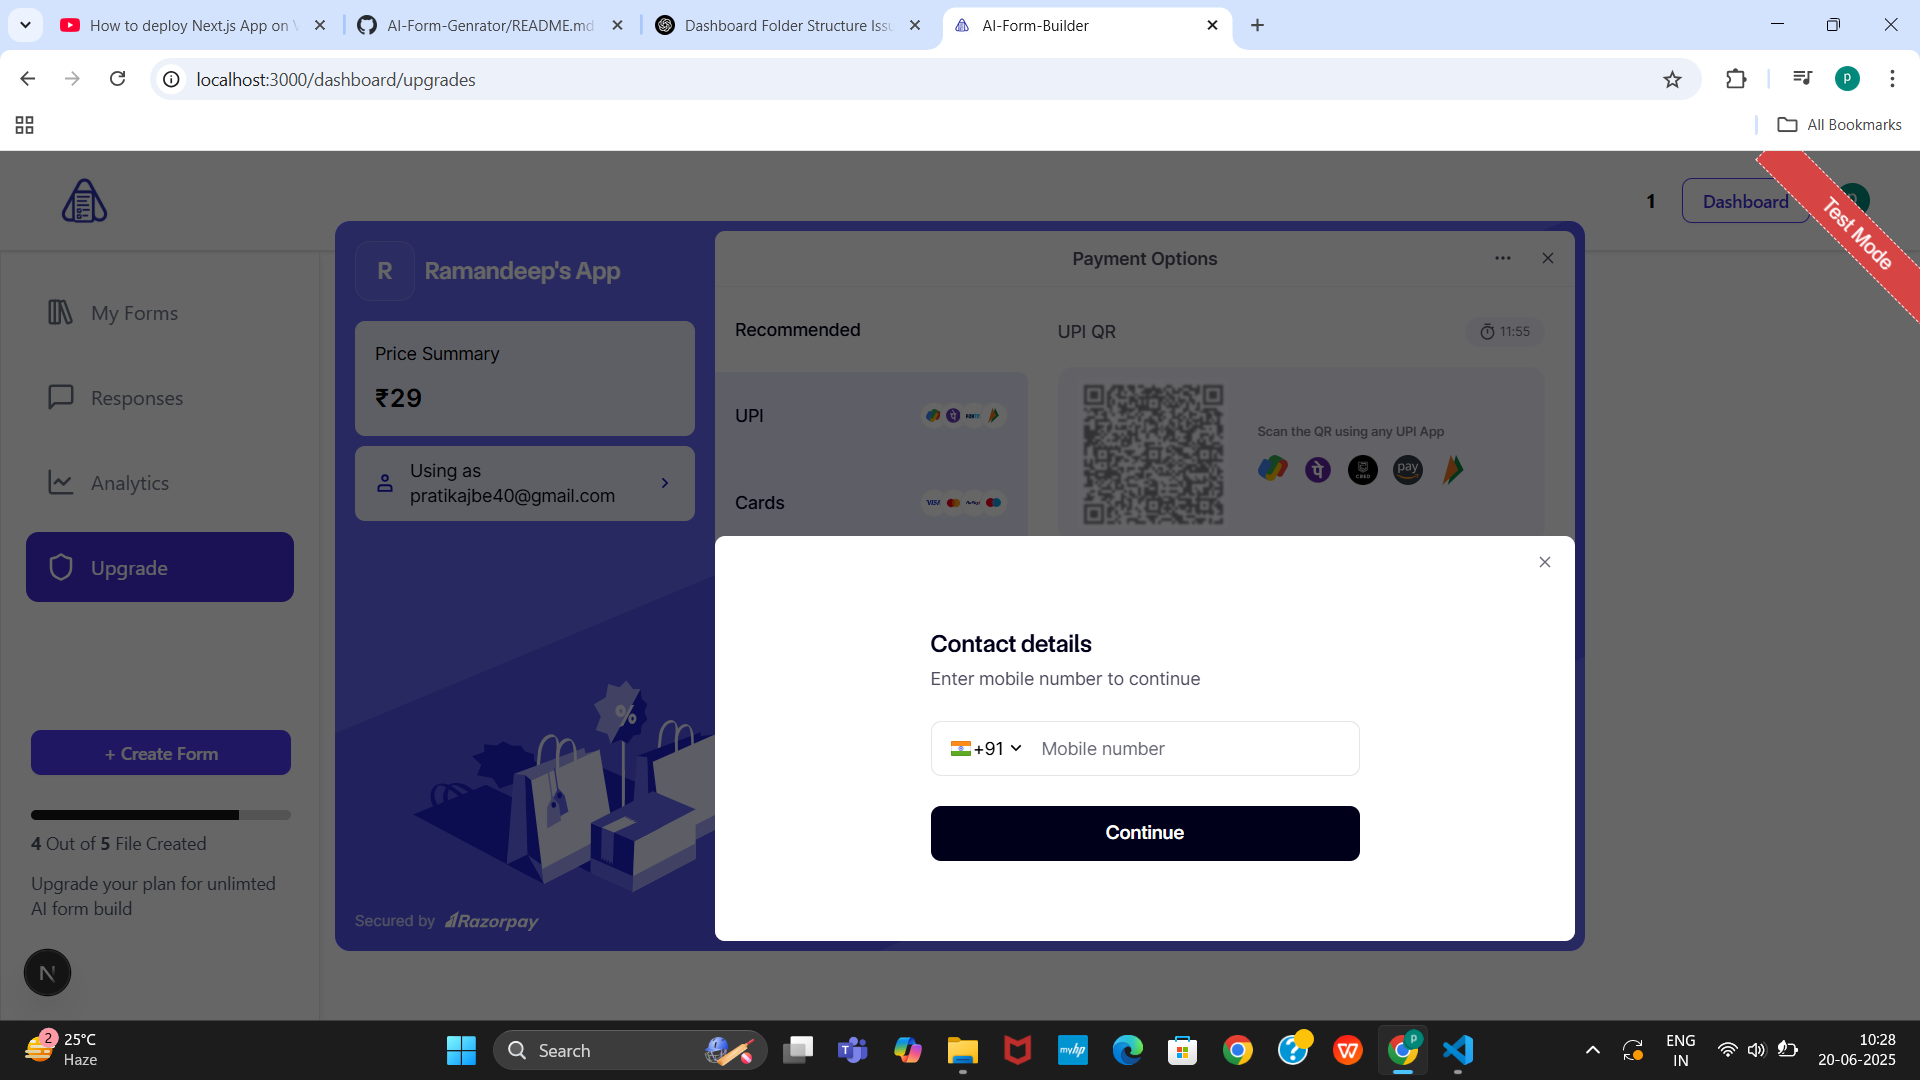 How to deploy Next.js App on
AI-Form-Genrator/README.md
Dashboard Folder Structure Issu
AI-Form-Builder
localhost:3000/dashboard/upgrades
P
All Bookmarks
1
Dashboard
Test Mode
My Forms
Responses
Analytics
Upgrade
+ Create Form
4 Out of 5 File Created
Upgrade your plan for unlimted
AI form build
N
R
Ramandeep's App
Price Summary
₹29
Using as
pratikajbe40@gmail.com
%
Secured by Razorpay
Payment Options
Recommended
UPI
Cards
VISA
UPI QR
11:55
Scan the QR using any UPI App
पे
CRED
pay
Contact details
Enter mobile number to continue
+91
Mobile number
Continue
2
25°C
Haze
Search
myhp
P
ENG
IN
10:28
20-06-2025